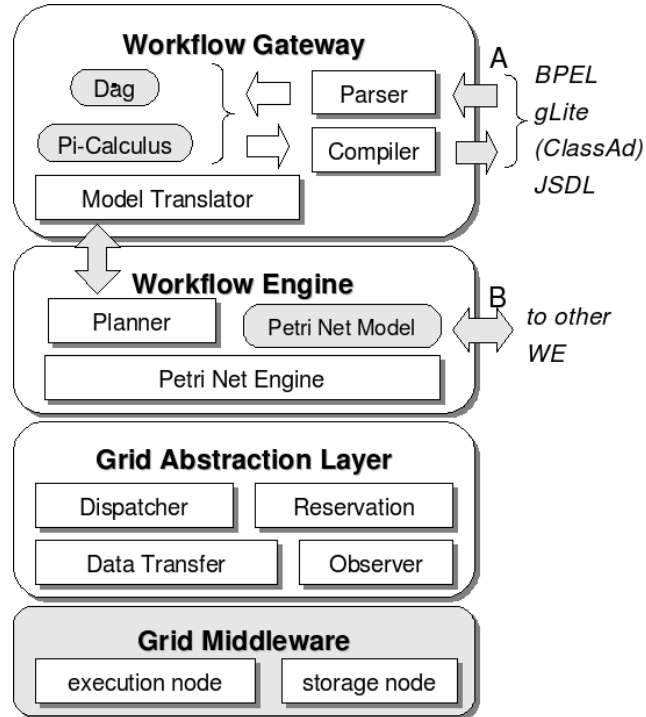 Workflow Gateway
Dag
Pi-Calculus
Parser
Compiler
Model Translator
A
BPEL
gLite
(ClassAd)
JSDL
Workflow Engine
Planner
Petri Net Model
Petri Net Engine
B
to other
WE
Grid Abstraction Layer
Dispatcher
Reservation
Data Transfer
Observer
Grid Middleware
execution node
storage node